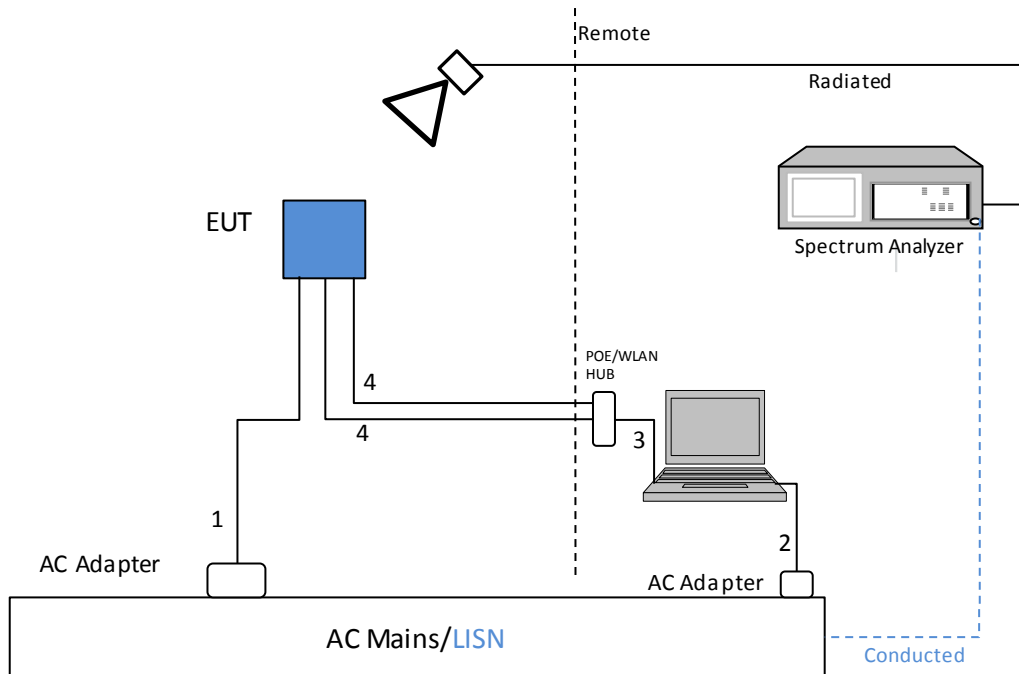 Remote
Radiated
EUT
Spectrum Analyzer
POE/WLAN
HUB
4
4
3
1
2
AC Adapter
AC Adapter
AC Mains/LISN
Conducted